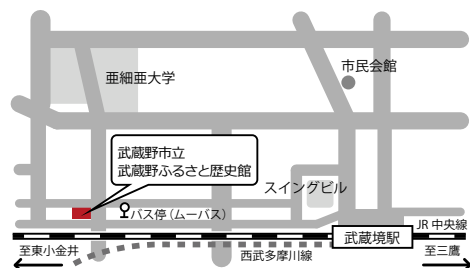 市民会館
亜細亜大学
武蔵野市立
武蔵野ふるさと歴史館
スイングビル
バス停（ムーバス）
JR 中央線
武蔵境駅
至東小金井
西武多摩川線
至三鷹